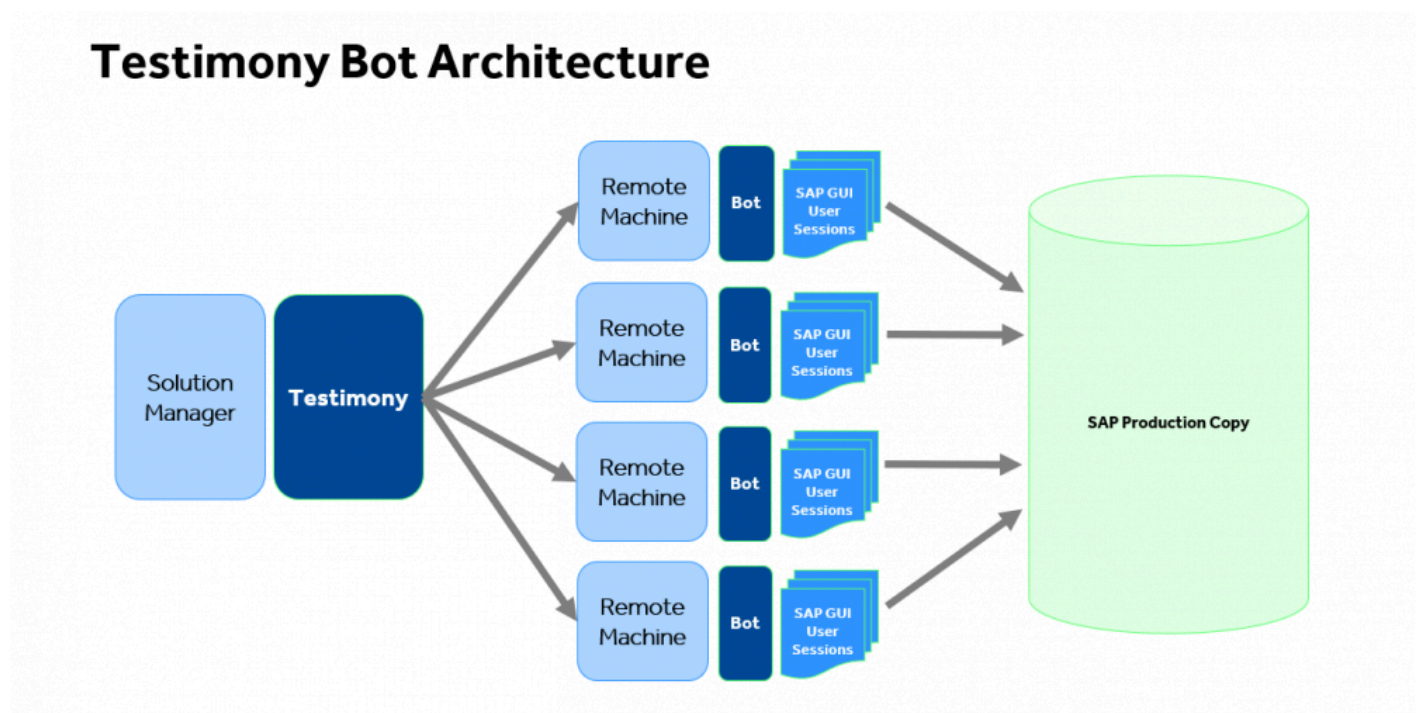 Testimony Bot Architecture
Solution
Manager
Testimony
Remote
Machine
Bot
SAP GUI
User
Sessions
Remote
Machine
Bot
SAP GUI
User
Sessions
Remote
Machine
Bot
SAP GUI
User
Sessions
Remote
Machine
Bot
SAP GUI
User
Sessions
SAP Production Copy